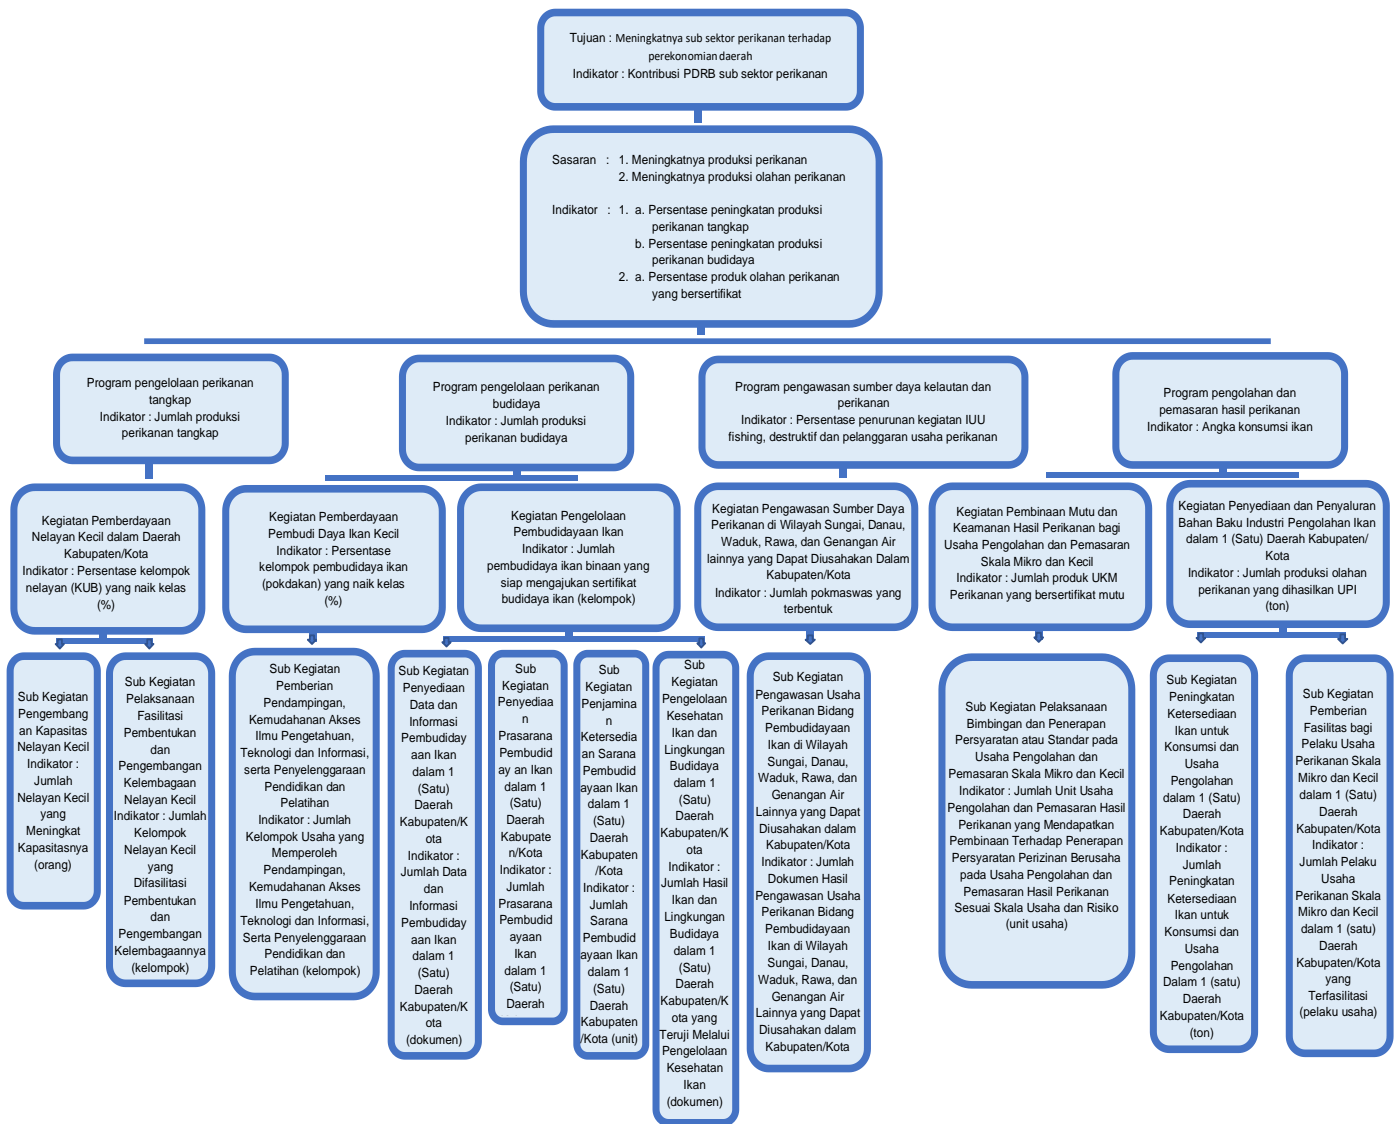 Tujuan : Meningkatnya sub sektor perikanan terhadap
perekonomian daerah
Indikator : Kontribusi PDRB sub sektor perikanan
Sasaran : 1. Meningkatnya produksi perikanan
2. Meningkatnya produksi olahan perikanan
Indikator : 1. a. Persentase peningkatan produksi
perikanan tangkap
b. Persentase peningkatan produksi
perikanan budidaya
2. a. Persentase produk olahan perikanan
yang bersertifikat
Program pengelolaan perikanan
tangkap
Indikator : Jumlah produksi
perikanan tangkap
Program pengelolaan perikanan
budidaya
Indikator : Jumlah produksi
perikanan budidaya
Program pengawasan sumber daya kelautan dan
perikanan
Indikator : Persentase penurunan kegiatan IUU
fishing, destruktif dan pelanggaran usaha perikanan
Program pengolahan dan
pemasaran hasil perikanan
Indikator : Angka konsumsi ikan
Kegiatan Pemberdayaan
Nelayan Kecil dalam Daerah
Kabupaten/Kota
Indikator : Persentase kelompok
nelayan (KUB) yang naik kelas
(%)
Kegiatan Pemberdayaan
Pembudi Daya Ikan Kecil
Indikator : Persentase
kelompok pembudidaya ikan
(pokdakan) yang naik kelas
(%)
Kegiatan Pengelolaan
Pembudidayaan Ikan
Indikator : Jumlah
pembudidaya ikan binaan yang
siap mengajukan sertifikat
budidaya ikan (kelompok)
Kegiatan Pengawasan Sumber Daya
Perikanan di Wilayah Sungai, Danau,
Waduk, Rawa, dan Genangan Air
lainnya yang Dapat Diusahakan Dalam
Kabupaten/Kota
Indikator : Jumlah pokmaswas yang
terbentuk
Kegiatan Pembinaan Mutu dan
Keamanan Hasil Perikanan bagi
Usaha Pengolahan dan Pemasaran
Skala Mikro dan Kecil
Indikator : Jumlah produk UKM
Perikanan yang bersertifikat mutu
Kegiatan Penyediaan dan Penyaluran
Bahan Baku Industri Pengolahan Ikan
dalam 1 (Satu) Daerah Kabupaten/
Kota
Indikator : Jumlah produksi olahan
perikanan yang dihasilkan UPI
(ton)
Sub Kegiatan
Pengembang
an Kapasitas
Nelayan Kecil
Indikator :
Jumlah
Nelayan Kecil
yang
Meningkat
Kapasitasnya
(orang)
Sub Kegiatan
Pelaksanaan
Fasilitasi
Pembentukan
dan
Pengembangan
Kelembagaan
Nelayan Kecil
Indikator : Jumlah
Kelompok
Nelayan Kecil
yang
Difasilitasi
Pembentukan
dan
Pengembangan
Kelembagaannya
(kelompok)
Sub Kegiatan
Pemberian
Pendampingan,
Kemudahanan Akses
Ilmu Pengetahuan,
Teknologi dan Informasi,
serta Penyelenggaraan
Pendidikan dan
Pelatihan
Indikator : Jumlah
Kelompok Usaha yang
Memperoleh
Pendampingan,
Kemudahanan Akses
Ilmu Pengetahuan,
Teknologi dan Informasi,
Serta Penyelenggaraan
Pendidikan dan
Pelatihan (kelompok)
Sub Kegiatan
Penyediaan
Data dan
Informasi
Pembudiday
aan Ikan
dalam 1
(Satu)
Daerah
Kabupaten/K
ota
Indikator :
Jumlah Data
dan
Informasi
Pembudiday
aan Ikan
dalam 1
(Satu)
Daerah
Kabupaten/K
ota
(dokumen)
Sub
Kegiatan
Penyediaa
n
Prasarana
Pembudid
ay an Ikan
dalam 1
(Satu)
Daerah
Kabupate
n/Kota
Indikator :
Jumlah
Prasarana
Pembudid
ayaan
Ikan
dalam 1
(Satu)
Daerah
Sub
Kegiatan
Penjamina
n
Ketersedia
an Sarana
Pembudid
ayaan Ikan
dalam 1
(Satu)
Daerah
Kabupaten
/Kota
Indikator :
Jumlah
Sarana
Pembudid
ayaan Ikan
dalam 1
(Satu)
Daerah
Kabupaten
/Kota (unit)
Sub
Kegiatan
Pengelolaan
Kesehatan
Ikan dan
Lingkungan
Budidaya
dalam 1
(Satu)
Daerah
Kabupaten/K
ota
Indikator :
Jumlah Hasil
Ikan dan
Lingkungan
Budidaya
dalam 1
(Satu)
Daerah
Kabupaten/K
ota yang
Teruji Melalui
Pengelolaan
Kesehatan
Ikan
(dokumen)
Sub Kegiatan
Pengawasan Usaha
Perikanan Bidang
Pembudidayaan
Ikan di Wilayah
Sungai, Danau,
Waduk, Rawa, dan
Genangan Air
Lainnya yang Dapat
Diusahakan dalam
Kabupaten/Kota
Indikator : Jumlah
Dokumen Hasil
Pengawasan Usaha
Perikanan Bidang
Pembudidayaan
Ikan di Wilayah
Sungai, Danau,
Waduk, Rawa, dan
Genangan Air
Lainnya yang Dapat
Diusahakan dalam
Kabupaten/Kota
Sub Kegiatan Pelaksanaan
Bimbingan dan Penerapan
Persyaratan atau Standar pada
Usaha Pengolahan dan
Pemasaran Skala Mikro dan Kecil
Indikator : Jumlah Unit Usaha
Pengolahan dan Pemasaran Hasil
Perikanan yang Mendapatkan
Pembinaan Terhadap Penerapan
Persyaratan Perizinan Berusaha
pada Usaha Pengolahan dan
Pemasaran Hasil Perikanan
Sesuai Skala Usaha dan Risiko
(unit usaha)
Sub Kegiatan
Peningkatan
Ketersediaan
Ikan untuk
Konsumsi dan
Usaha
Pengolahan
dalam 1 (Satu)
Daerah
Kabupaten/Kota
Indikator :
Jumlah
Peningkatan
Ketersediaan
Ikan untuk
Konsumsi dan
Usaha
Pengolahan
Dalam 1 (satu)
Daerah
Kabupaten/Kota
(ton)
Sub Kegiatan
Pemberian
Fasilitas bagi
Pelaku Usaha
Perikanan Skala
Mikro dan Kecil
dalam 1 (Satu)
Daerah
Kabupaten/Kota
Indikator :
Jumlah Pelaku
Usaha
Perikanan Skala
Mikro dan Kecil
dalam 1 (satu)
Daerah
Kabupaten/Kota
yang
Terfasilitasi
(pelaku usaha)